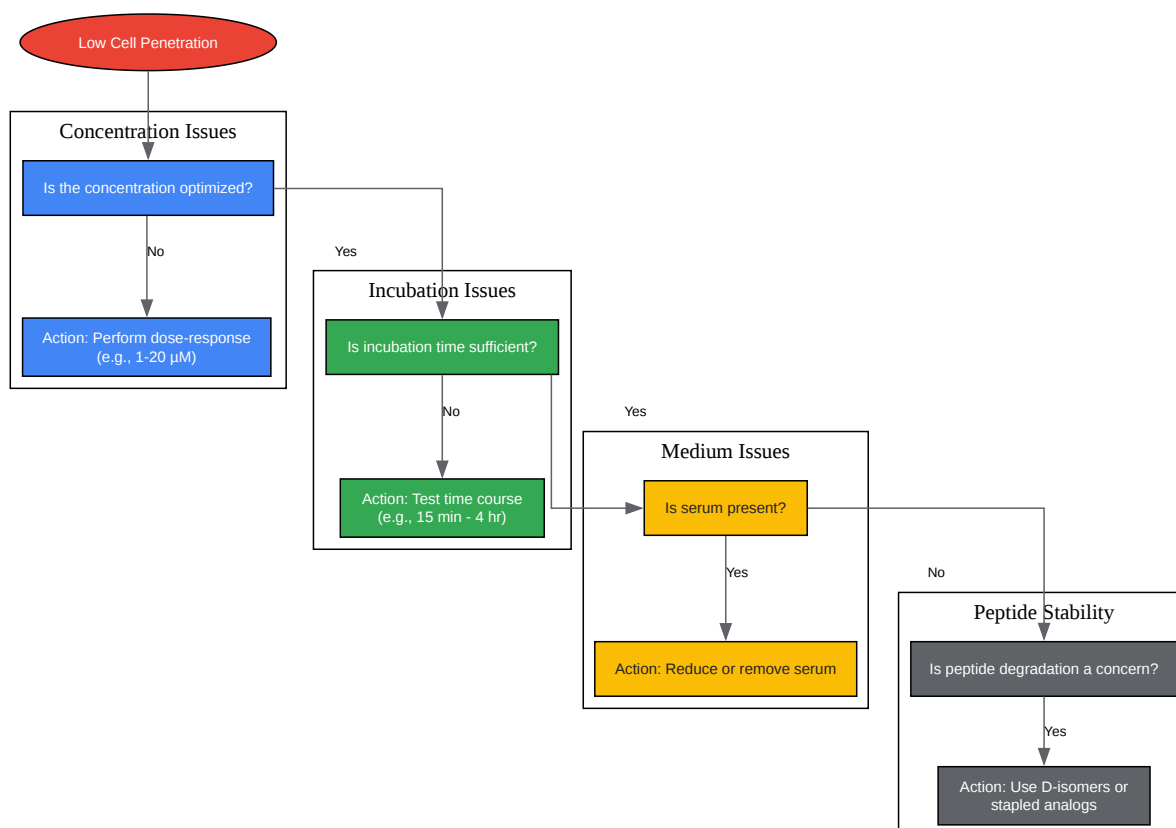 Low Cell Penetration
Concentration Issues
Is the concentration optimized?
No
Yes
Action: Perform dose-response
(e.g., 1-20 µM)
Incubation Issues
Is incubation time sufficient?
No
Yes
Action: Test time course
(e.g., 15 min - 4 hr)
Medium Issues
Is serum present?
Yes
No
Action: Reduce or remove serum
Peptide Stability
Is peptide degradation a concern?
Yes
Action: Use D-isomers or
stapled analogs